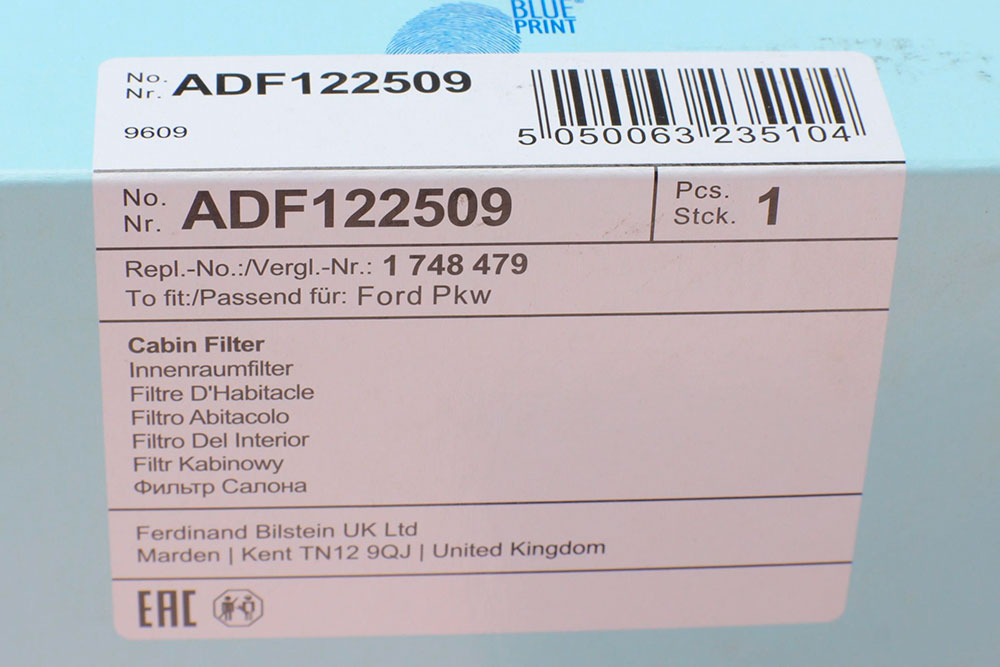 BLUE
PRINT
No.
Nr. ADF122509
9609
5 050063 235104
No.
Nr. ADF122509
Pcs.
Stck. 1
Repl.-No.:/Vergl.-Nr.: 1 748 479
To fit:/Passend für: Ford Pkw
Cabin Filter
Innenraumfilter
Filtre D'Habitacle
Filtro Abitacolo
Filtro Del Interior
Filtr Kabinowy
Фильтр Салона
Ferdinand Bilstein UK Ltd
Marden | Kent TN12 9QJ | United Kingdom
EAC